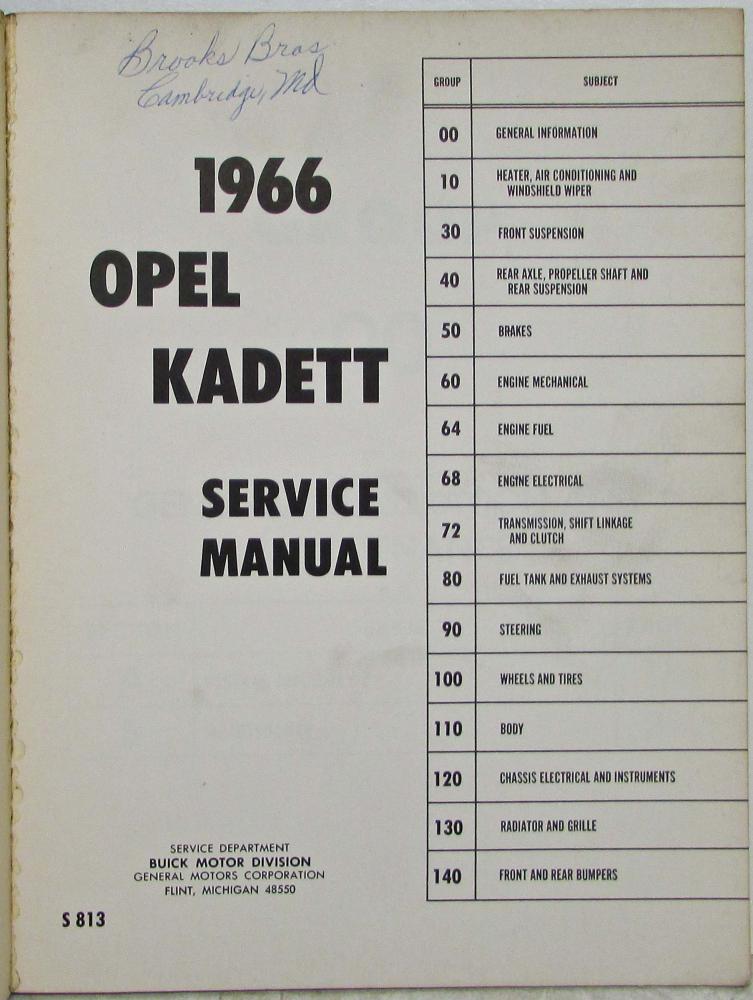 Brooks Bros
Cambridge, Md
1966
OPEL
KADETT
SERVICE
MANUAL
SERVICE DEPARTMENT
BUICK MOTOR DIVISION
GENERAL MOTORS CORPORATION
FLINT, MICHIGAN 48550
S 813
GROUP SUBJECT
00 GENERAL INFORMATION
10 HEATER, AIR CONDITIONING AND
WINDSHIELD WIPER
30 FRONT SUSPENSION
40 REAR AXLE, PROPELLER SHAFT AND
REAR SUSPENSION
50 BRAKES
60 ENGINE MECHANICAL
64 ENGINE FUEL
68 ENGINE ELECTRICAL
72 TRANSMISSION, SHIFT LINKAGE
AND CLUTCH
80 FUEL TANK AND EXHAUST SYSTEMS
90 STEERING
100 WHEELS AND TIRES
110 BODY
120 CHASSIS ELECTRICAL AND INSTRUMENTS
130 RADIATOR AND GRILLE
140 FRONT AND REAR BUMPERS